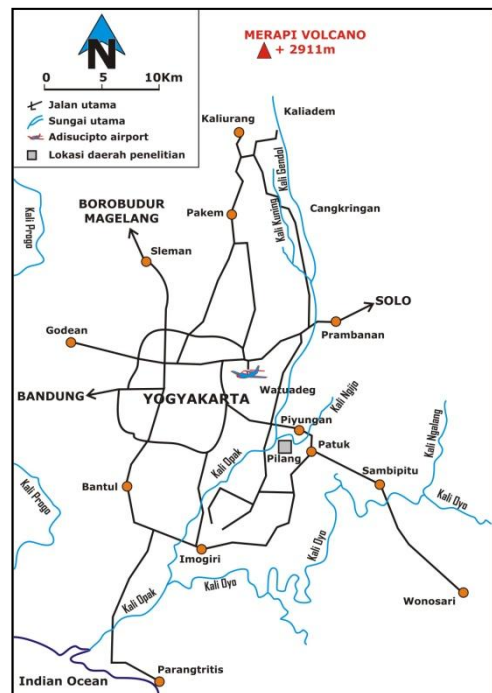 MERAPI VOLCANO
+ 2911m
N
0 5 10Km
Jalan utama
Sungai utama
Adisucipto airport
Lokasi daerah penelitian
Kaliurang
Kaliadem
Kali Gendol
Kali Kuning
Cangkringan
Pakem
BOROBUDUR
MAGELANG
Kali Progo
Sleman
SOLO
Prambanan
Godean
BANDUNG
YOGYAKARTA
Watuadeg
Kali Ngijo
Piyungan
Kali Opak
Pilang
Patuk
Kali Ngalang
Sambipitu
Kali Oyo
Bantul
Kali Progo
Kali Oyo
Imogiri
Kali Opak
Kali Oyo
Wonosari
Indian Ocean
Parangtritis